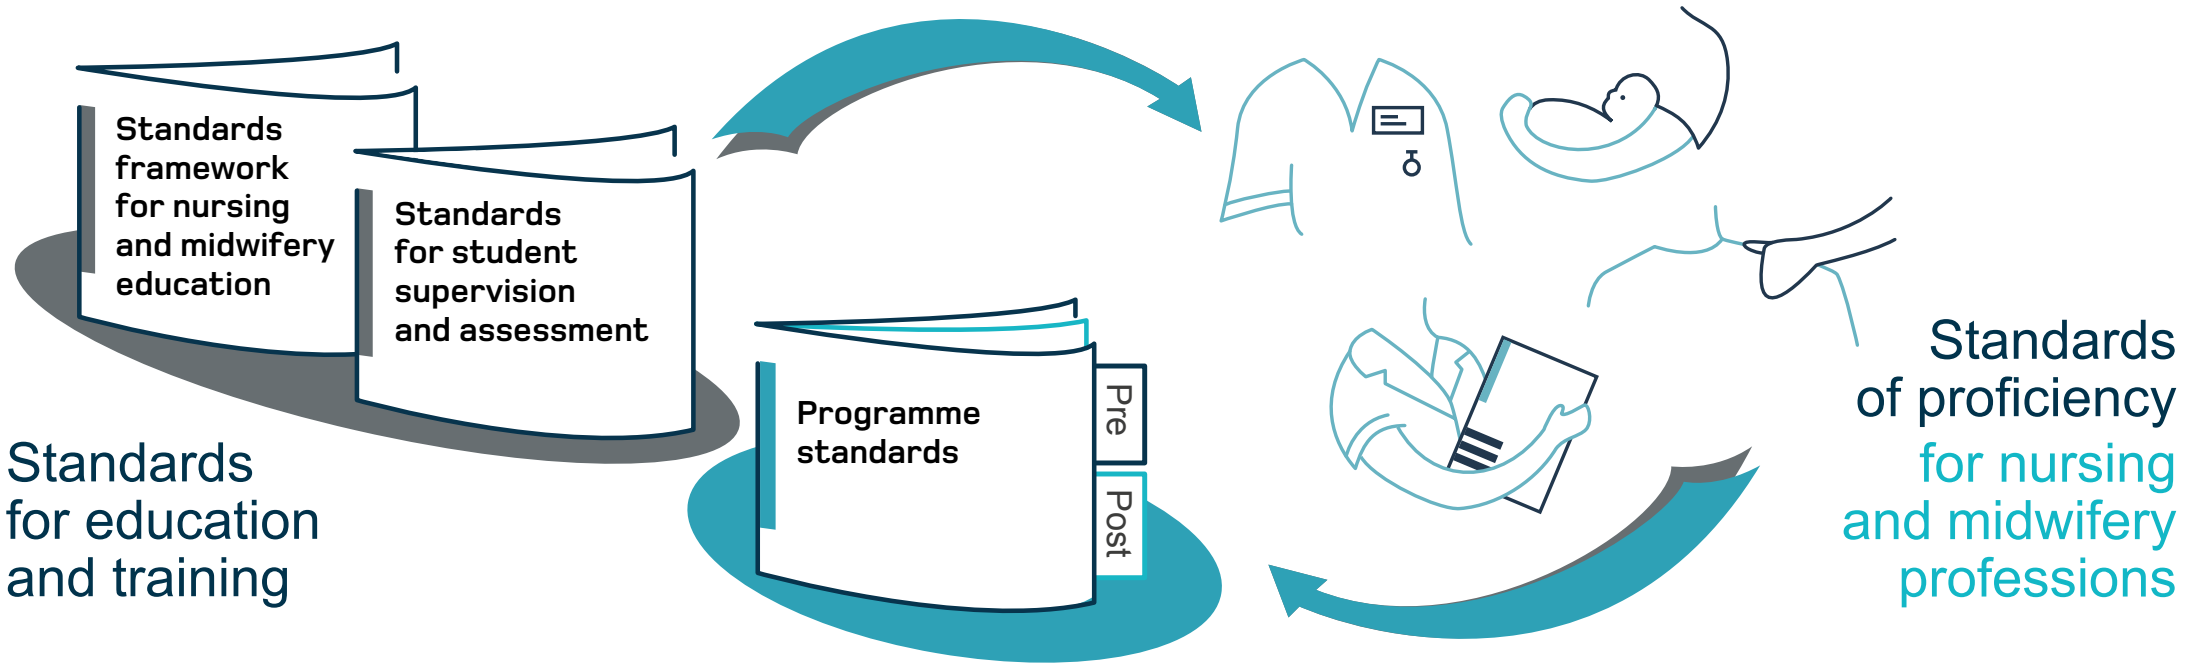 Standards
framework
for nursing
and midwifery
education
Standards
for student
supervision
and assessment
Programme
standards
Pre
Post
Standards
for education
and training
Standards
of proficiency
for nursing
and midwifery
professions